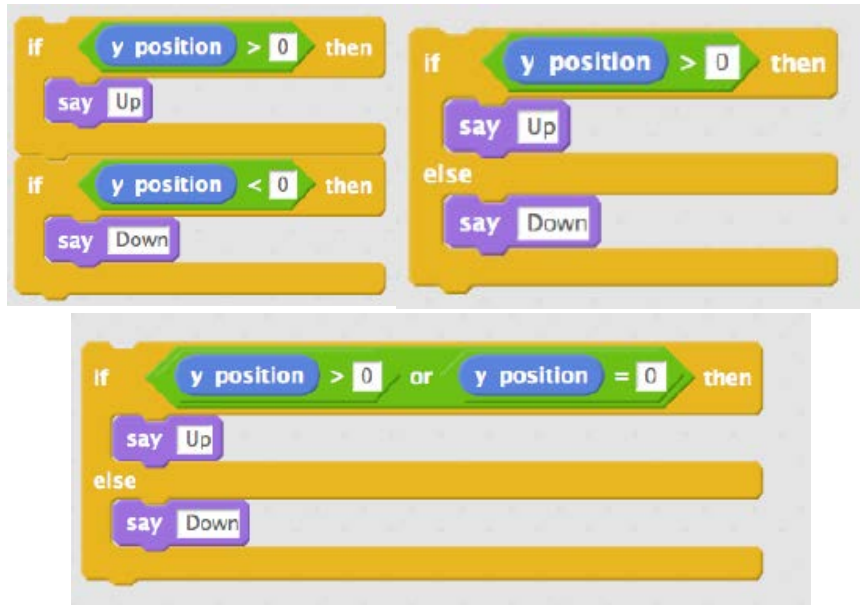 if y position > 0 then
say Up
if y position < 0 then
say Down
if y position > 0 then
say Up
else
say Down
if y position > 0 or y position = 0 then
say Up
else
say Down